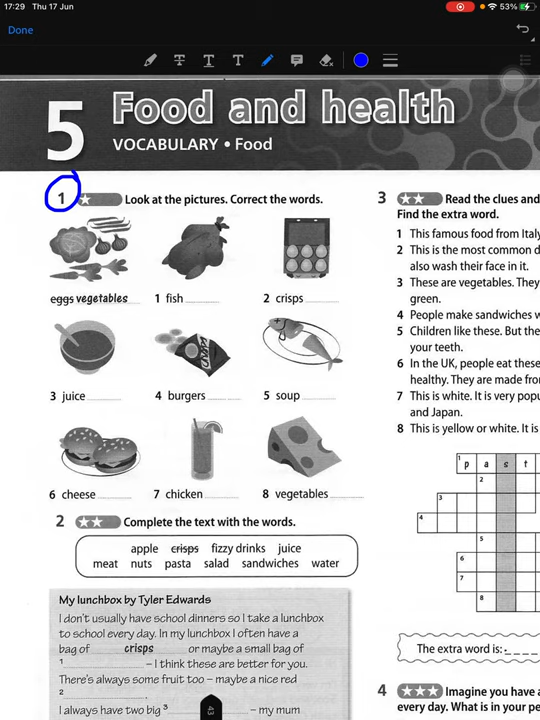 17:29 Thu 17 Jun
53%
Done
T T T
5 Food and health
VOCABULARY • Food
1 Look at the pictures. Correct the words.
eggs vegetables 1 fish 2 crisps
3 juice 4 burgers 5 soup
6 cheese 7 chicken 8 vegetables
2 Complete the text with the words.
apple crisps fizzy drinks juice
meat nuts pasta salad sandwiches water
My lunchbox by Tyler Edwards
I don't usually have school dinners so I take a lunchbox
to school every day. In my lunchbox I often have a
bag of crisps or maybe a small bag of
1 – I think these are better for you.
There's always some fruit too – maybe a nice red
2 .
I always have two big 3 – my mum
43
3 Read the clues and
Find the extra word.
1 This famous food from Italy
2 This is the most common d
also wash their face in it.
3 These are vegetables. They
green.
4 People make sandwiches w
5 Children like these. But the
your teeth.
6 In the UK, people eat these
healthy. They are made from
7 This is white. It is very popu
and Japan.
8 This is yellow or white. It is
1 p a s t
2
3
4
5
6
7
8
The extra word is:
4 Imagine you have a
every day. What is in your pe